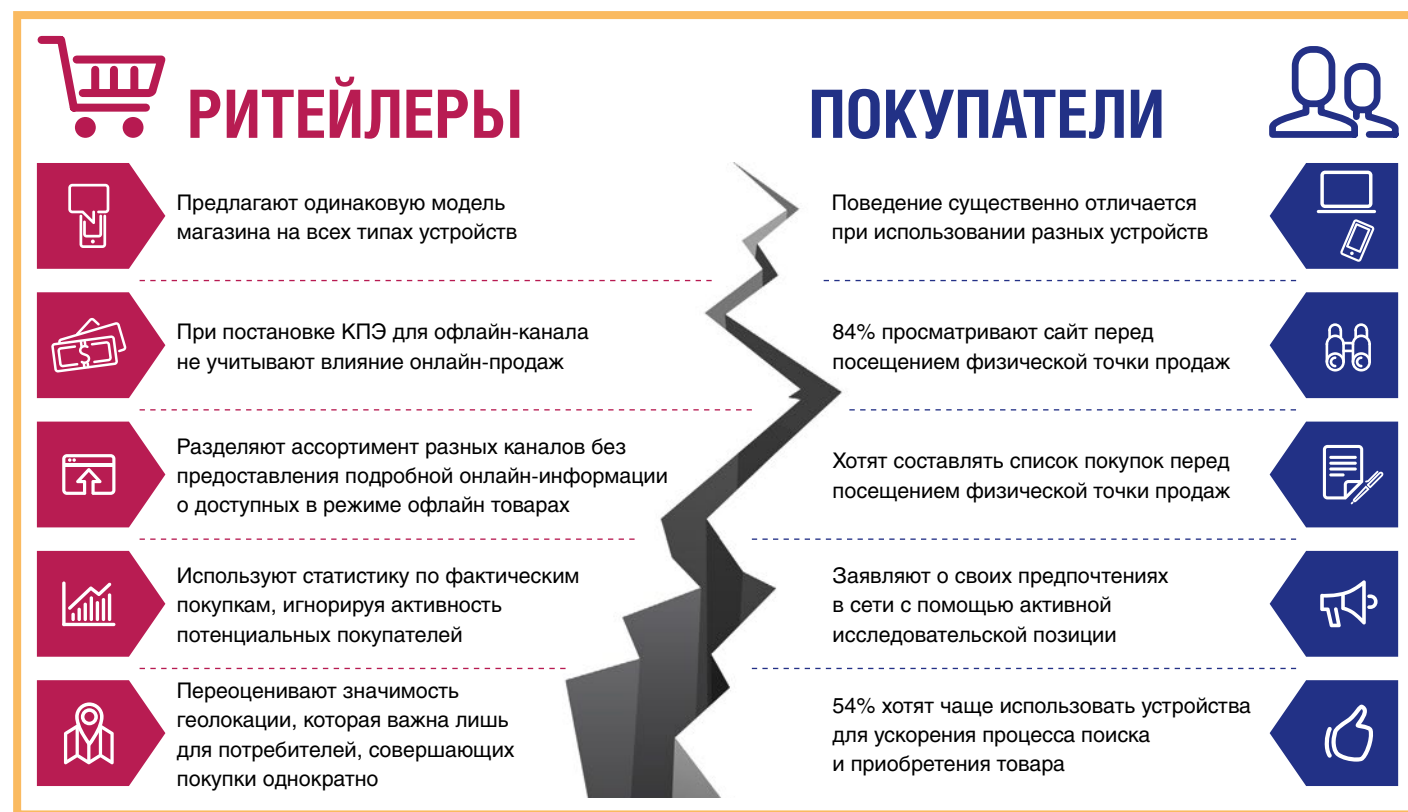 РИТЕЙЛЕРЫ
ПОКУПАТЕЛИ
Предлагают одинаковую модель
магазина на всех типах устройств
Поведение существенно отличается
при использовании разных устройств
При постановке КПЭ для офлайн-канала
не учитывают влияние онлайн-продаж
84% просматривают сайт перед
посещением физической точки продаж
Разделяют ассортимент разных каналов без
предоставления подробной онлайн-информации
о доступных в режиме офлайн товарах
Хотят составлять список покупок перед
посещением физической точки продаж
Используют статистику по фактическим
покупкам, игнорируя активность
потенциальных покупателей
Заявляют о своих предпочтениях
в сети с помощью активной
исследовательской позиции
Переоценивают значимость
геолокации, которая важна лишь
для потребителей, совершающих
покупки однократно
54% хотят чаще использовать устройства
для ускорения процесса поиска
и приобретения товара